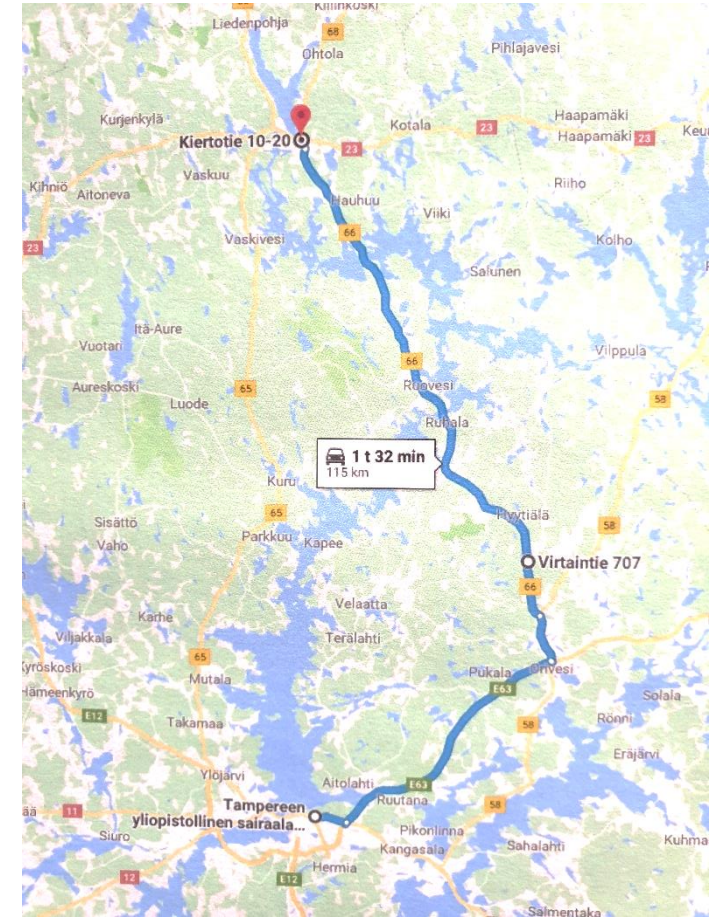 Killinkoski
Liedenpohja
68
Ohtola
Pihlajavesi
Kurjenkylä
Kotala
23
Haapamäki
Haapamäki
23
Kiertotie 10-20
23
Vaskuu
Kihniö
Aitoneva
Riiho
Hauhuu
Viiki
66
Vaskivesi
23
Kolho
Salunen
Itä-Aure
Vuotari
Vilppula
66
Aureskoski
65
Ruovesi
58
Luode
Ruhala
1 t 32 min
115 km
Kuru
65
Hyytiälä
58
Sisättö
Vaho
Parkkuu
Kapee
Virtaintie 707
66
Velaatta
Karhe
Terälahti
Viljakkala
65
Mutala
Pukala
Orivesi
E63
Solala
Hämeenkyrö
E12
Takamaa
58
Rönni
Eräjärvi
Ylöjärvi
Aitolahti
E63
Tampereen
yliopistollinen sairaala...
Ruutana
58
11
Siuro
Pikonlinna
Kangasala
Sahalahti
12
Hermia
E12
Salmentaka